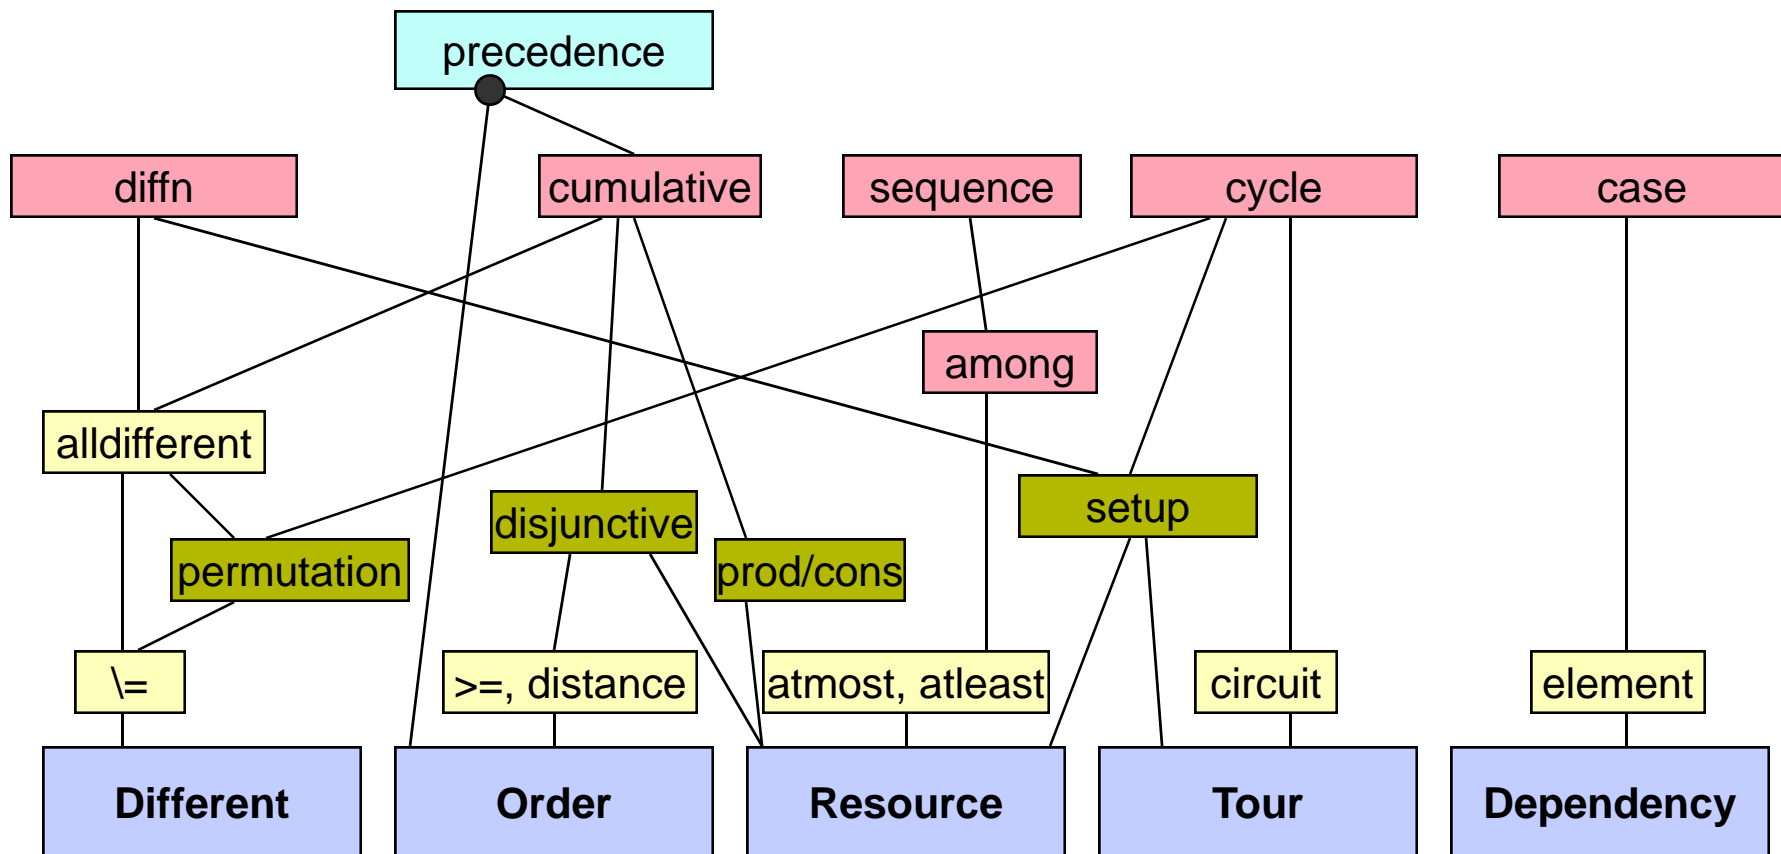 precedence
diffn
cumulative
sequence
cycle
case
among
alldifferent
setup
disjunctive
permutation
prod/cons
\=
>=, distance
atmost, atleast
circuit
element
Different
Order
Resource
Tour
Dependency